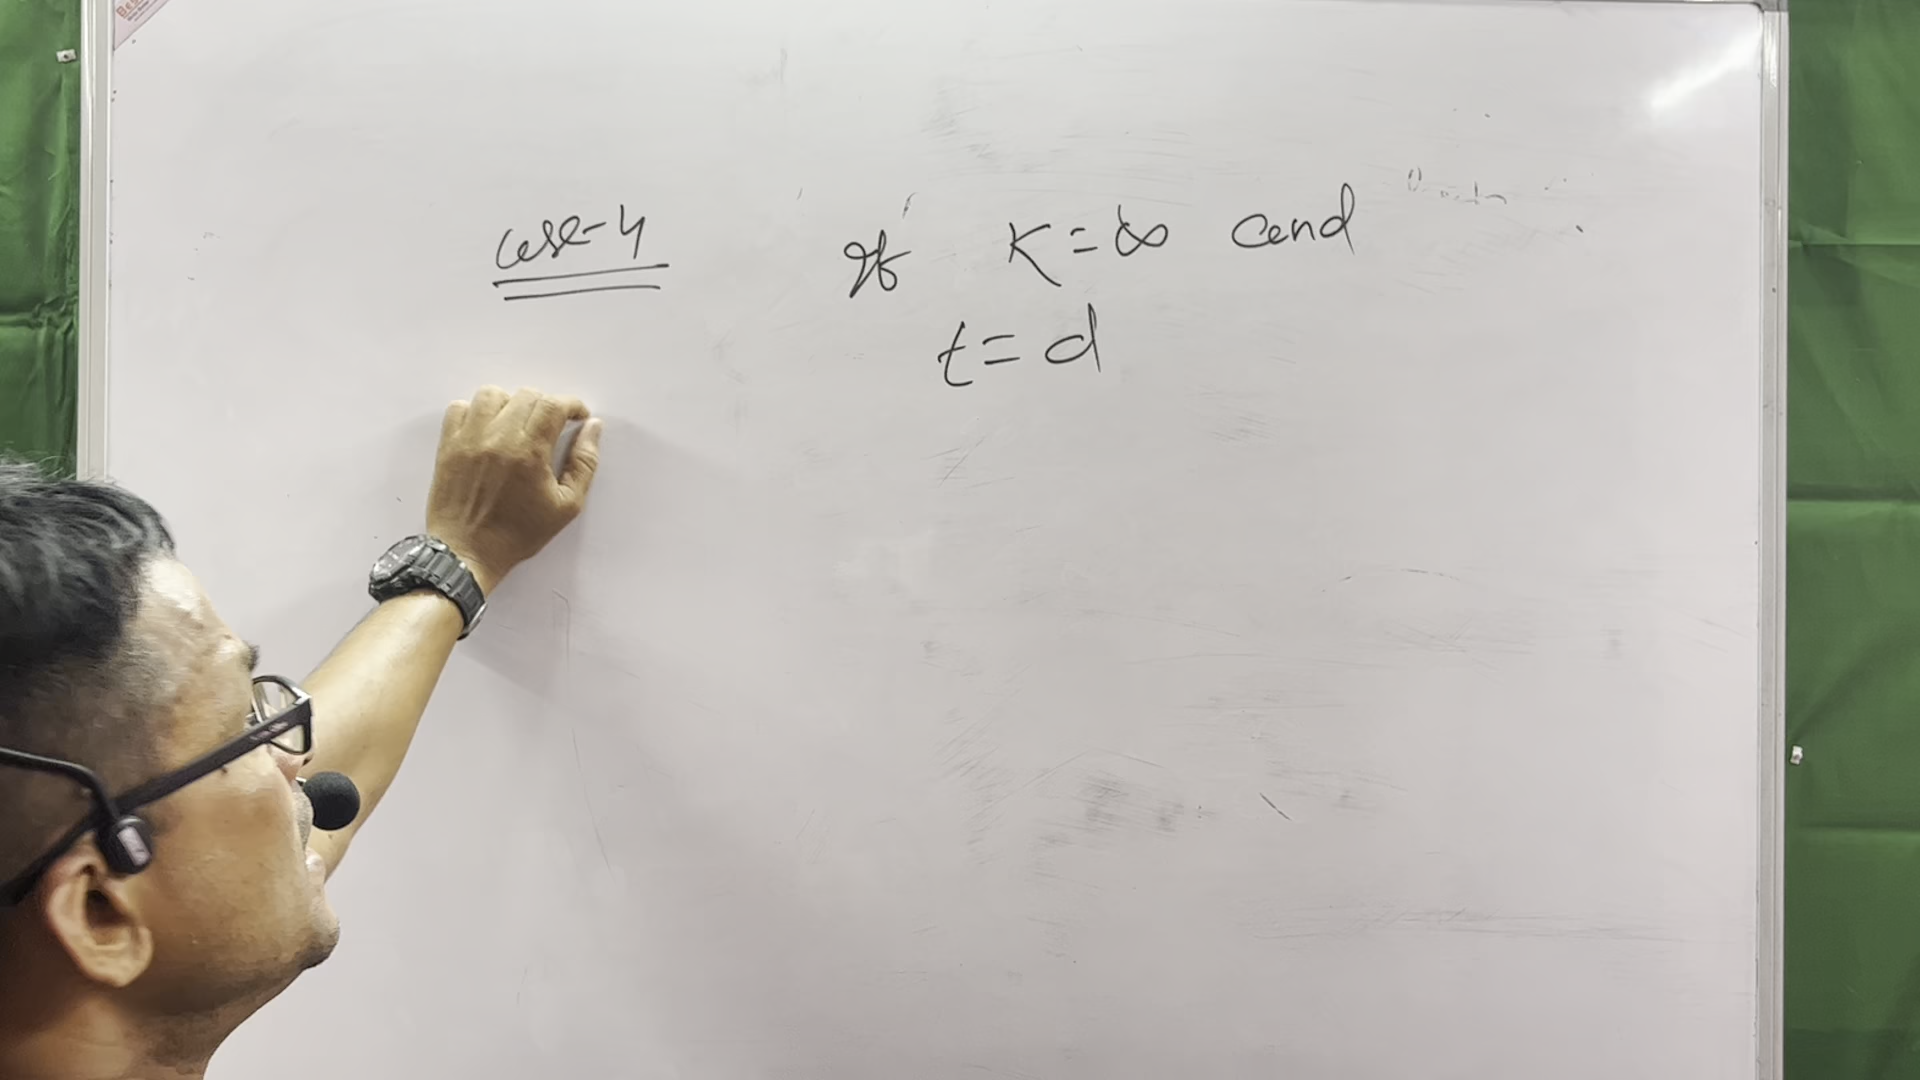 Case-4 If K = ∞ and
t = d